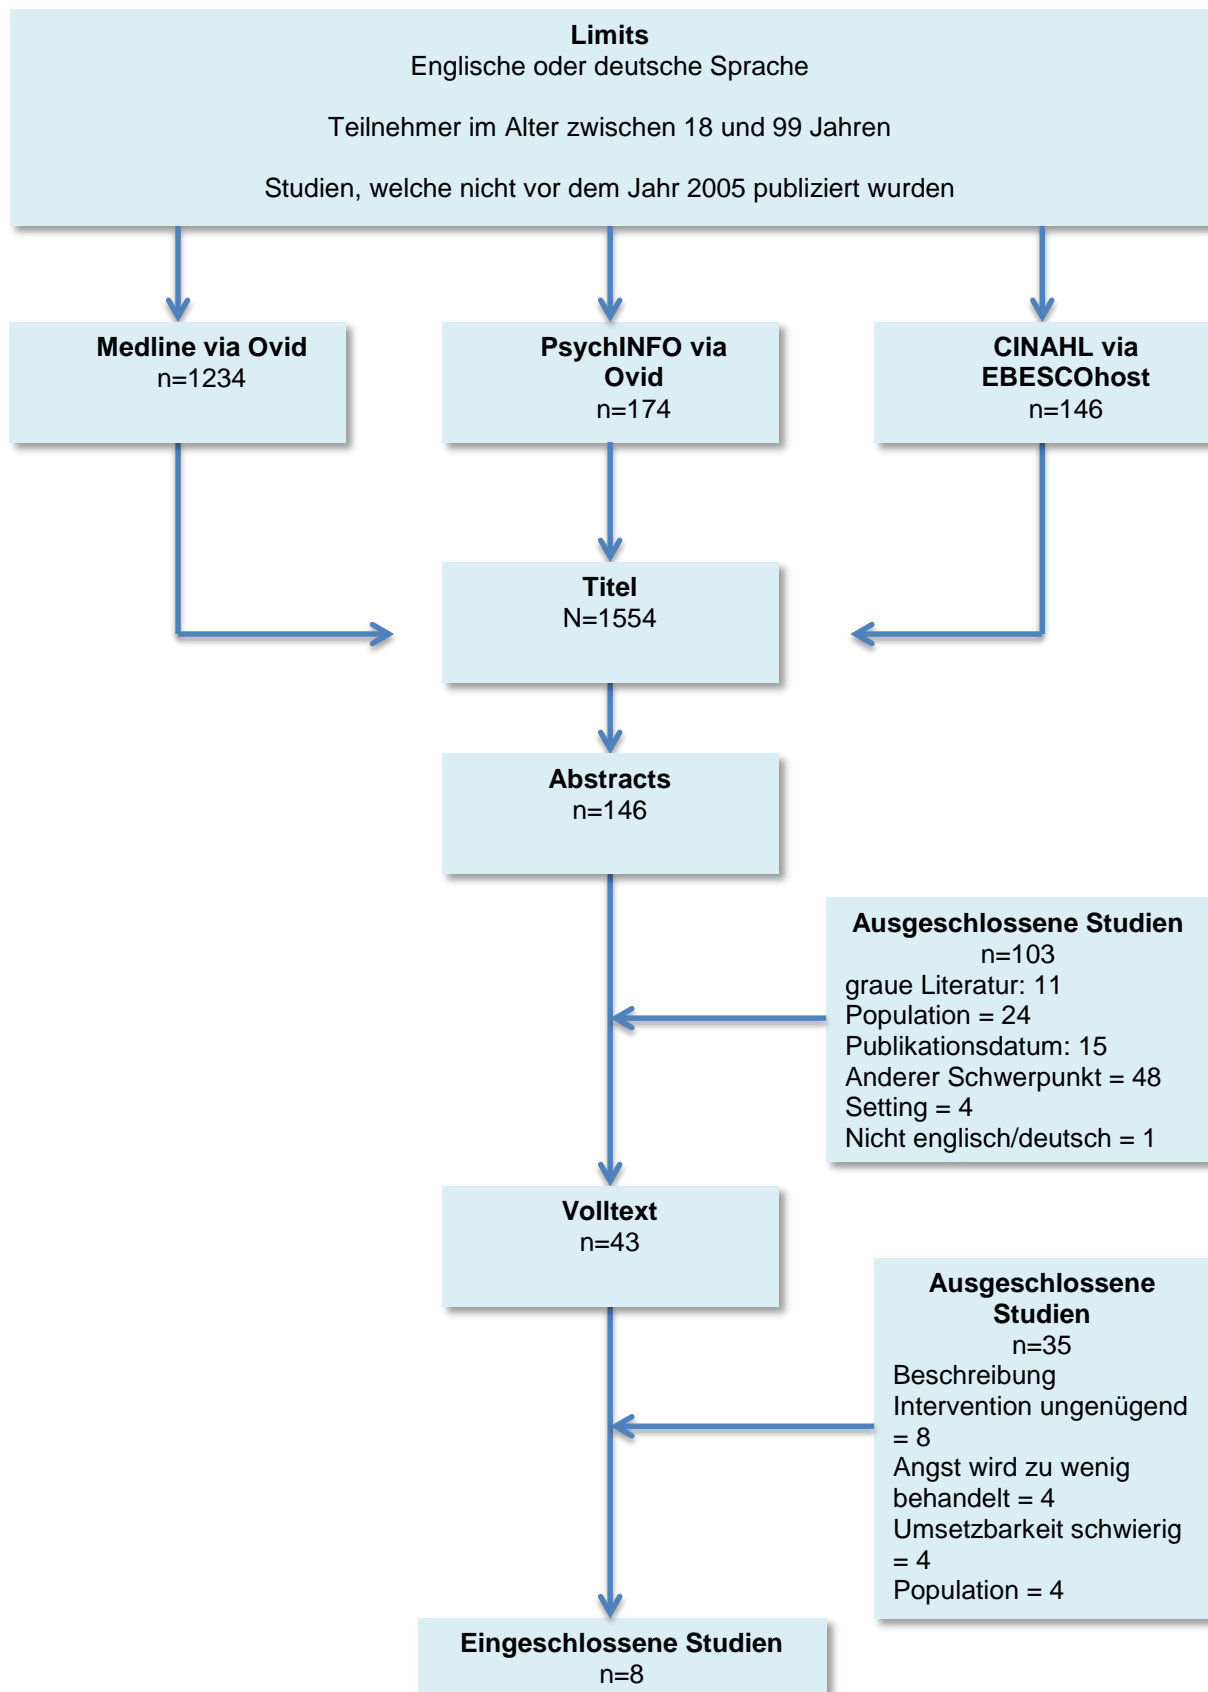 Limits
Englische oder deutsche Sprache
Teilnehmer im Alter zwischen 18 und 99 Jahren
Studien, welche nicht vor dem Jahr 2005 publiziert wurden
Medline via Ovid
n=1234
PsychINFO via
Ovid
n=174
CINAHL via
EBESCOhost
n=146
Titel
N=1554
Abstracts
n=146
Ausgeschlossene Studien
n=103
graue Literatur: 11
Population = 24
Publikationsdatum: 15
Anderer Schwerpunkt = 48
Setting = 4
Nicht englisch/deutsch = 1
Volltext
n=43
Ausgeschlossene
Studien
n=35
Beschreibung
Intervention ungenügend
= 8
Angst wird zu wenig
behandelt = 4
Umsetzbarkeit schwierig
= 4
Population = 4
Eingeschlossene Studien
n=8